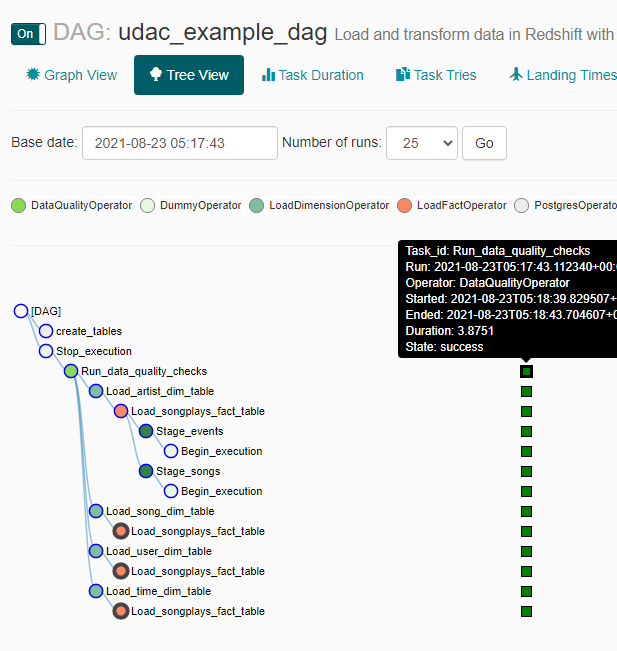 On DAG: udac_example_dag Load and transform data in Redshift with
Graph View Tree View Task Duration Task Tries Landing Times
Base date: 2021-08-23 05:17:43 Number of runs: 25 Go
DataQualityOperator DummyOperator LoadDimensionOperator LoadFactOperator PostgresOperato
Task_id: Run_data_quality_checks
Run: 2021-08-23T05:17:43.112340+00:
Operator: DataQualityOperator
Started: 2021-08-23T05:18:39.829507+
Ended: 2021-08-23T05:18:43.704607+0
Duration: 3.8751
State: success
[DAG]
create_tables
Stop_execution
Run_data_quality_checks
Load_artist_dim_table
Load_songplays_fact_table
Stage_events
Begin_execution
Stage_songs
Begin_execution
Load_song_dim_table
Load_songplays_fact_table
Load_user_dim_table
Load_songplays_fact_table
Load_time_dim_table
Load_songplays_fact_table